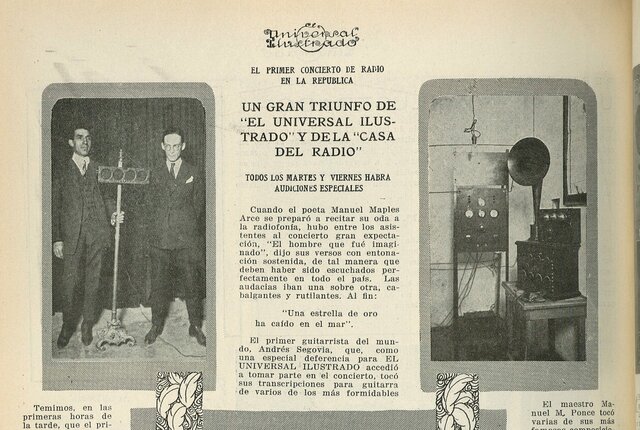 El
Universal
Ilustrado
EL PRIMER CONCIERTO DE RADIO
EN LA REPUBLICA
UN GRAN TRIUNFO DE
"EL UNIVERSAL ILUS-
TRADO" Y DE LA "CASA
DEL RADIO"
TODOS LOS MARTES Y VIERNES HABRA
AUDICIONES ESPECIALES
Cuando el poeta Manuel Maples
Arce se preparó a recitar su oda a
la radiofonía, hubo entre los asis-
tentes al concierto gran expecta-
ción, "El hombre que fué imagi-
nado", dijo sus versos con entona-
ción sostenida, de tal manera que
deben haber sido escuchados per-
fectamente en todo el país. Las
audacias iban una sobre otra, ca-
balgantes y rutilantes. Al fin:
"Una estrella de oro
ha caído en el mar".
El primer guitarrista del mun-
do, Andrés Segovia, que, como
una especial deferencia para EL
UNIVERSAL ILUSTRADO accedió
a tomar parte en el concierto, tocó
sus transcripciones para guitarra
de varios de los más formidables
Temimos, en las
primeras horas de
la tarde, que el pri-
El maestro Ma-
nuel M. Ponce tocó
varias de sus más